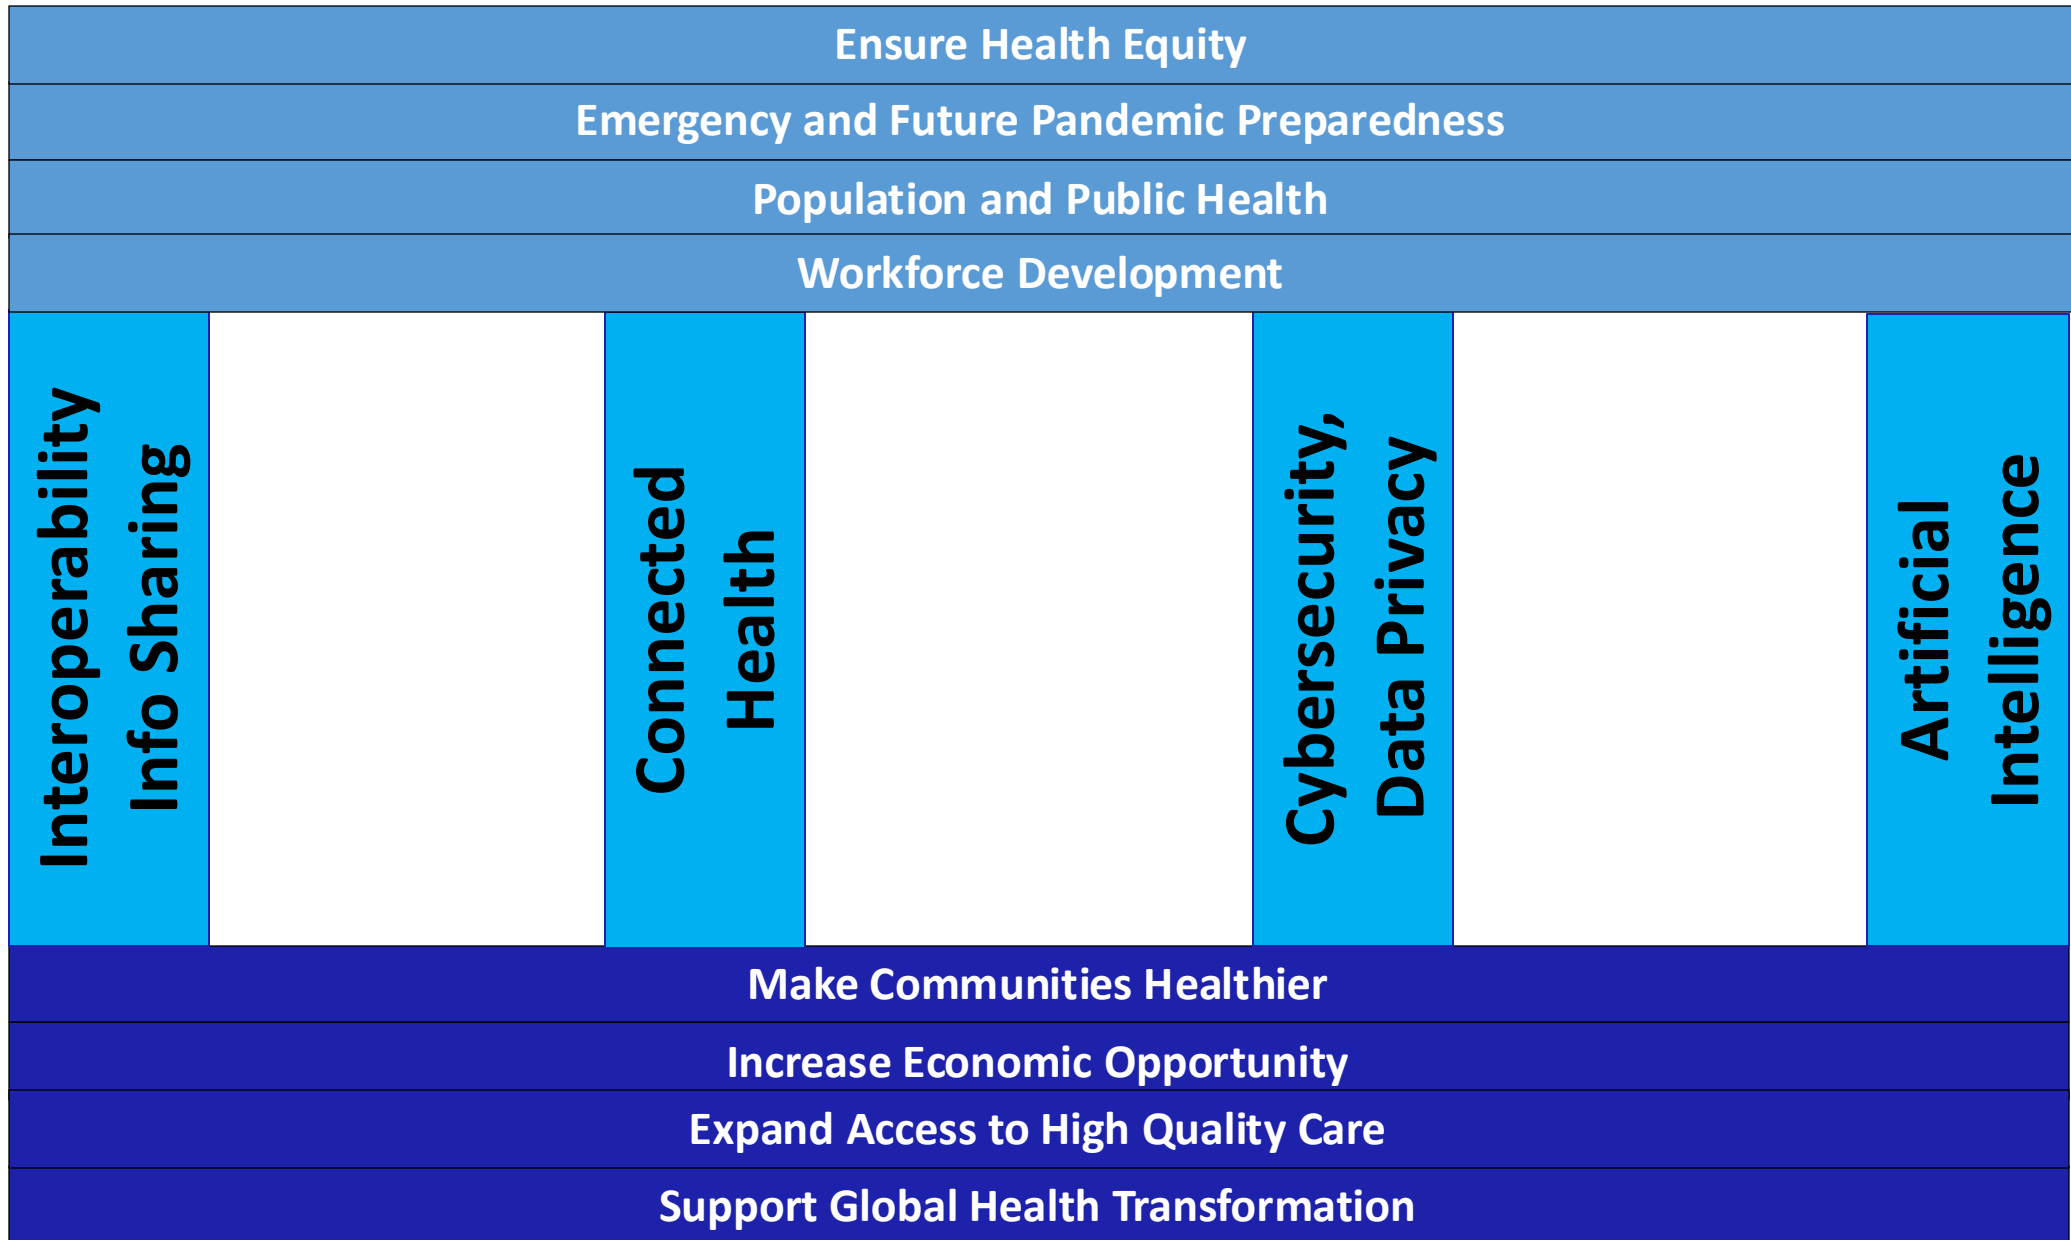 Ensure Health Equity
Emergency and Future Pandemic Preparedness
Population and Public Health
Workforce Development
Interoperability
Info Sharing
Connected
Health
Cybersecurity,
Data Privacy
Artificial
Intelligence
Make Communities Healthier
Increase Economic Opportunity
Expand Access to High Quality Care
Support Global Health Transformation